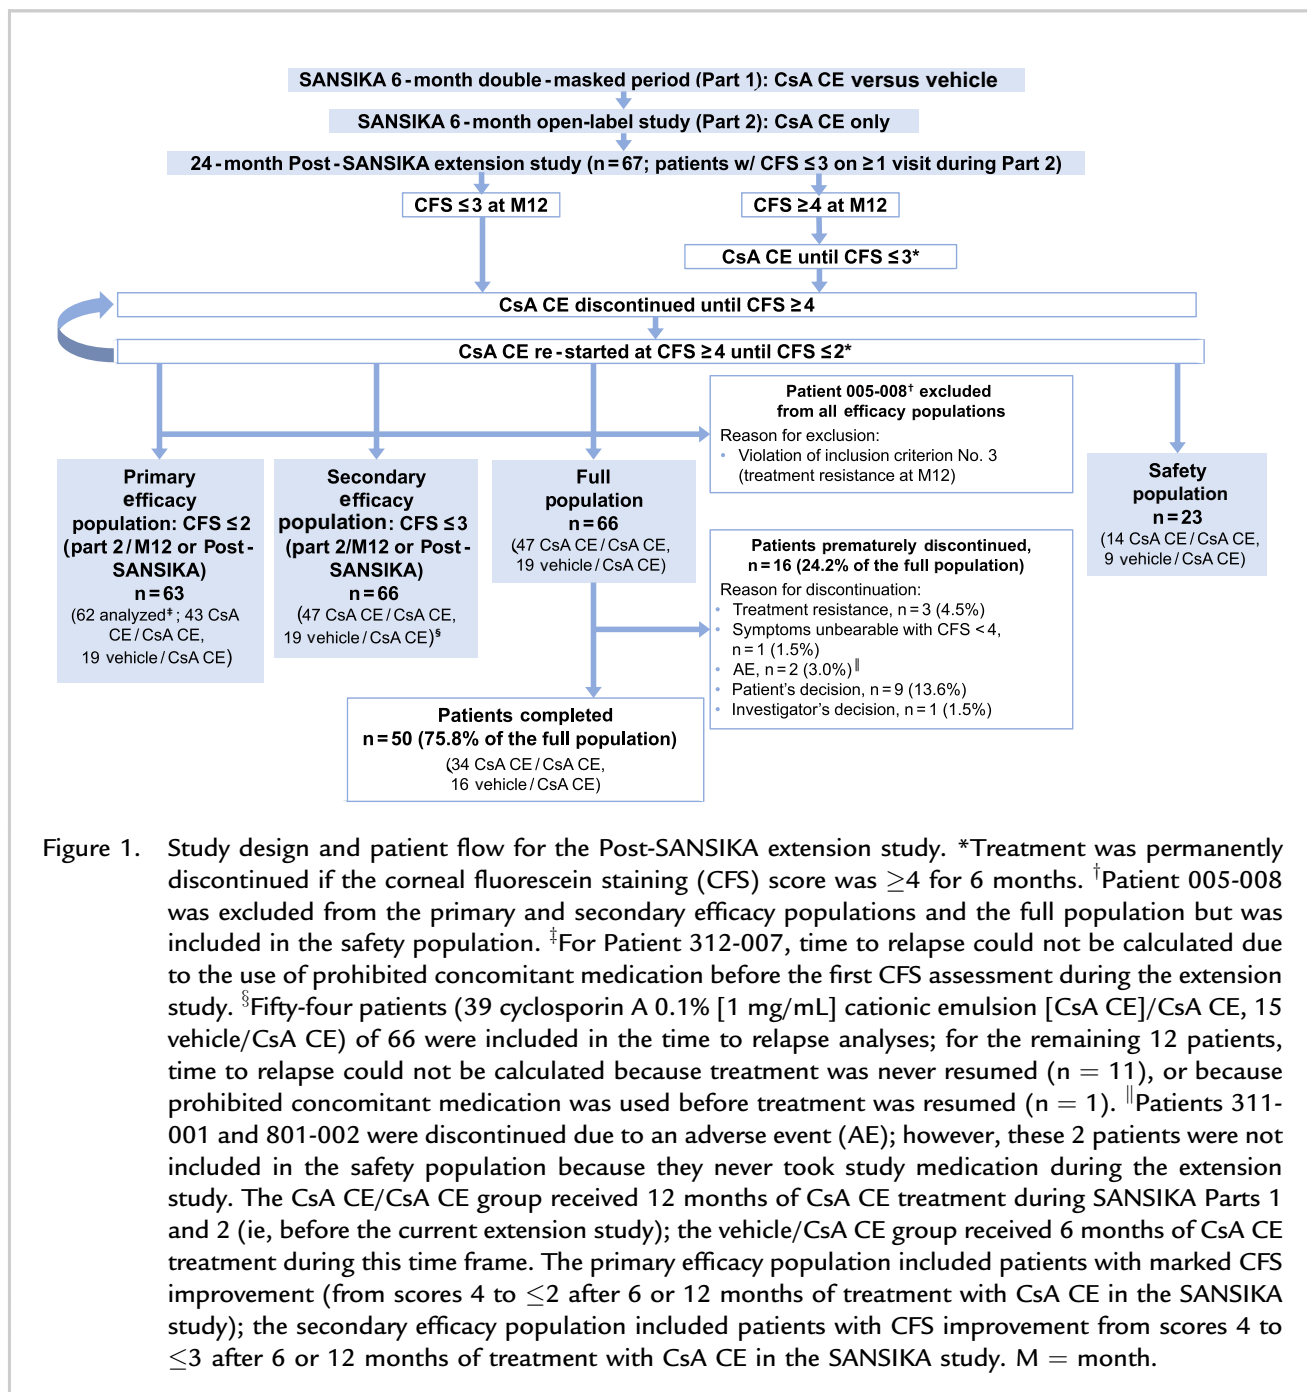 SANSIKA 6-month double-masked period (Part 1): CsA CE versus vehicle
SANSIKA 6-month open-label study (Part 2): CsA CE only
24-month Post-SANSIKA extension study (n=67; patients w/ CFS ≤3 on ≥1 visit during Part 2)
CFS ≤3 at M12
CFS ≥4 at M12
CsA CE until CFS ≤3*
CsA CE discontinued until CFS ≥4
CsA CE re-started at CFS ≥4 until CFS ≤2*
Patient 005-008† excluded
from all efficacy populations
Reason for exclusion:
• Violation of inclusion criterion No. 3
(treatment resistance at M12)
Primary
efficacy
population: CFS ≤2
(part 2/M12 or Post-
SANSIKA)
n=63
(62 analyzed‡; 43 CsA
CE/CsA CE,
19 vehicle/CsA CE)
Secondary
efficacy
population: CFS ≤3
(part 2/M12 or Post-
SANSIKA)
n=66
(47 CsA CE/CsA CE,
19 vehicle/CsA CE)§
Full
population
n=66
(47 CsA CE/CsA CE,
19 vehicle/CsA CE)
Safety
population
n=23
(14 CsA CE/CsA CE,
9 vehicle/CsA CE)
Patients prematurely discontinued,
n=16 (24.2% of the full population)
Reason for discontinuation:
• Treatment resistance, n=3 (4.5%)
• Symptoms unbearable with CFS <4,
n=1 (1.5%)
• AE, n=2 (3.0%)‖
• Patient's decision, n=9 (13.6%)
• Investigator's decision, n=1 (1.5%)
Patients completed
n=50 (75.8% of the full population)
(34 CsA CE/CsA CE,
16 vehicle/CsA CE)
Figure 1. Study design and patient flow for the Post-SANSIKA extension study. *Treatment was permanently
discontinued if the corneal fluorescein staining (CFS) score was ≥4 for 6 months. †Patient 005-008
was excluded from the primary and secondary efficacy populations and the full population but was
included in the safety population. ‡For Patient 312-007, time to relapse could not be calculated due
to the use of prohibited concomitant medication before the first CFS assessment during the extension
study. §Fifty-four patients (39 cyclosporin A 0.1% [1 mg/mL] cationic emulsion [CsA CE]/CsA CE, 15
vehicle/CsA CE) of 66 were included in the time to relapse analyses; for the remaining 12 patients,
time to relapse could not be calculated because treatment was never resumed (n = 11), or because
prohibited concomitant medication was used before treatment was resumed (n = 1). ‖Patients 311-
001 and 801-002 were discontinued due to an adverse event (AE); however, these 2 patients were not
included in the safety population because they never took study medication during the extension
study. The CsA CE/CsA CE group received 12 months of CsA CE treatment during SANSIKA Parts 1
and 2 (ie, before the current extension study); the vehicle/CsA CE group received 6 months of CsA CE
treatment during this time frame. The primary efficacy population included patients with marked CFS
improvement (from scores 4 to ≤2 after 6 or 12 months of treatment with CsA CE in the SANSIKA
study); the secondary efficacy population included patients with CFS improvement from scores 4 to
≤3 after 6 or 12 months of treatment with CsA CE in the SANSIKA study. M = month.